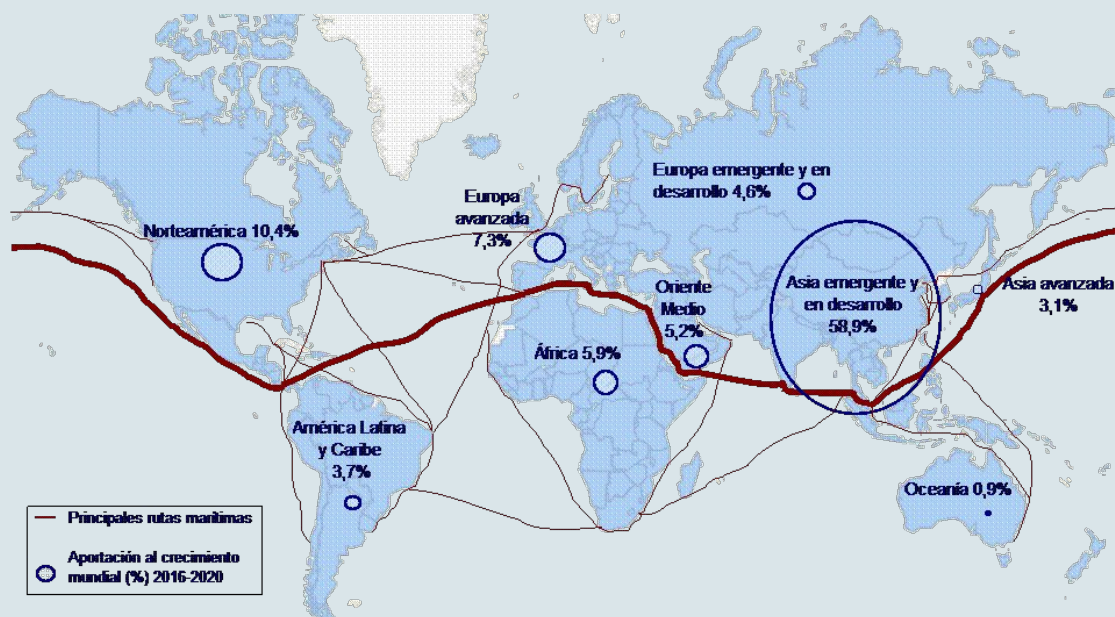 Europa emergente y en
desarrollo 4,6%
Europa
avanzada
7,3%
Norteamérica 10,4%
Asia emergente y
en desarrollo
58,9%
Asia avanzada
3,1%
Oriente
Medio
5,2%
África 5,9%
América Latina
y Caribe
3,7%
Oceanía 0,9%
Principales rutas marítimas
Aportación al crecimiento
mundial (%) 2016-2020